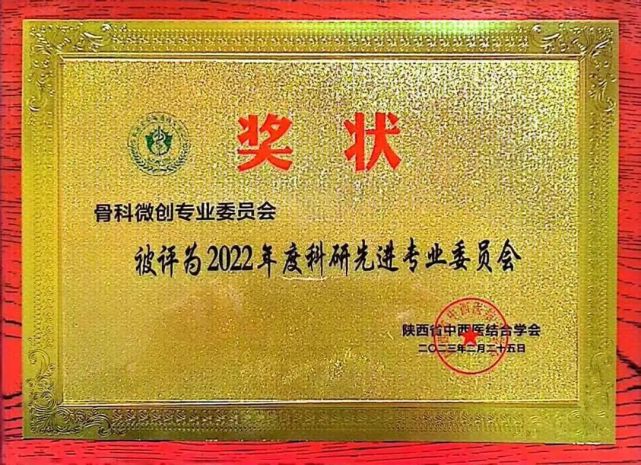 奖状
骨科微创专业委员会
被评为2022年度科研先进专业委员会
陕西省中西医结合学会
二〇二三年二月二十五日